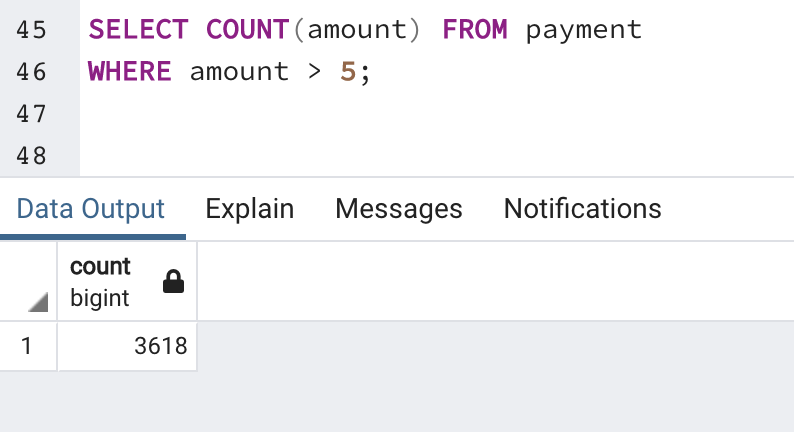 45 SELECT COUNT(amount) FROM payment
46 WHERE amount > 5;
47
48
Data Output Explain Messages Notifications
count
bigint
1 3618